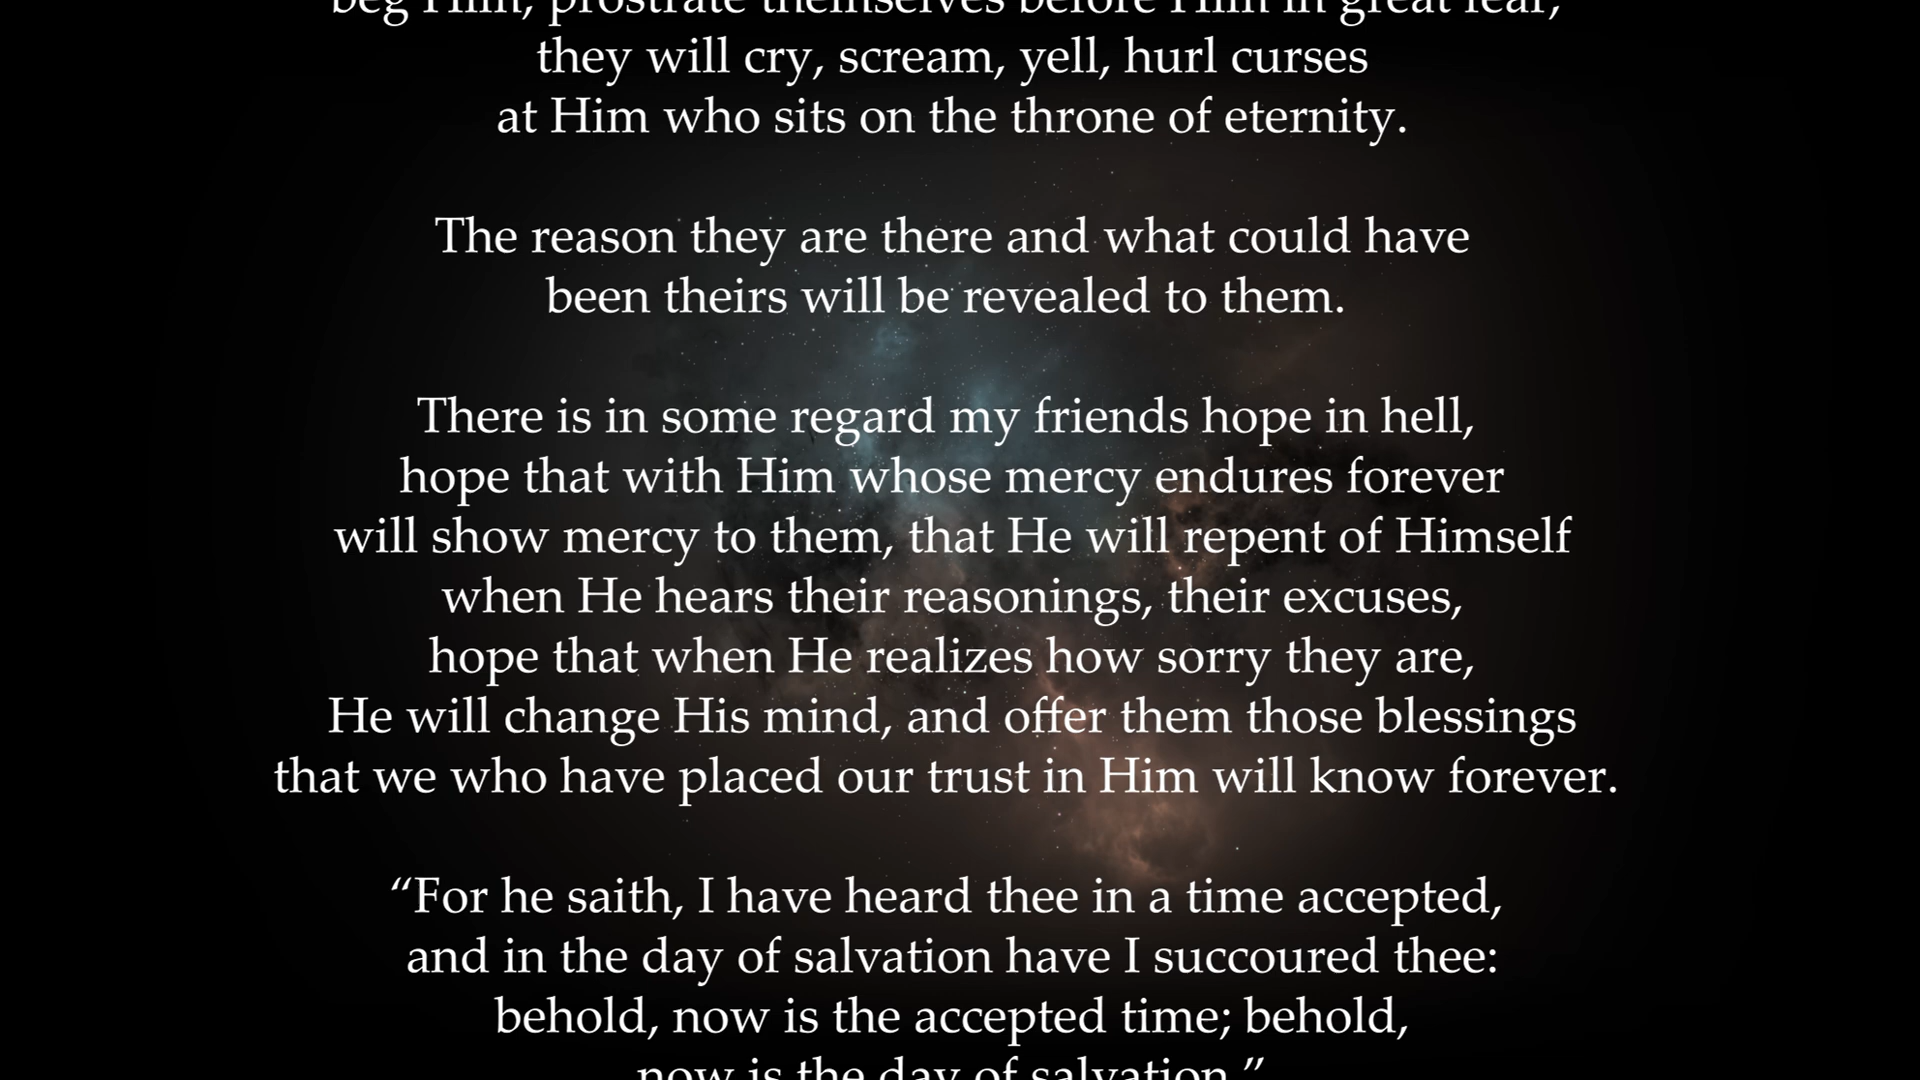 beg Him, prostrate themselves before Him in great fear,
they will cry, scream, yell, hurl curses
at Him who sits on the throne of eternity.
The reason they are there and what could have
been theirs will be revealed to them.
There is in some regard my friends hope in hell,
hope that with Him whose mercy endures forever
will show mercy to them, that He will repent of Himself
when He hears their reasonings, their excuses,
hope that when He realizes how sorry they are,
He will change His mind, and offer them those blessings
that we who have placed our trust in Him will know forever.
“For he saith, I have heard thee in a time accepted,
and in the day of salvation have I succoured thee:
behold, now is the accepted time; behold,
now is the day of salvation.”